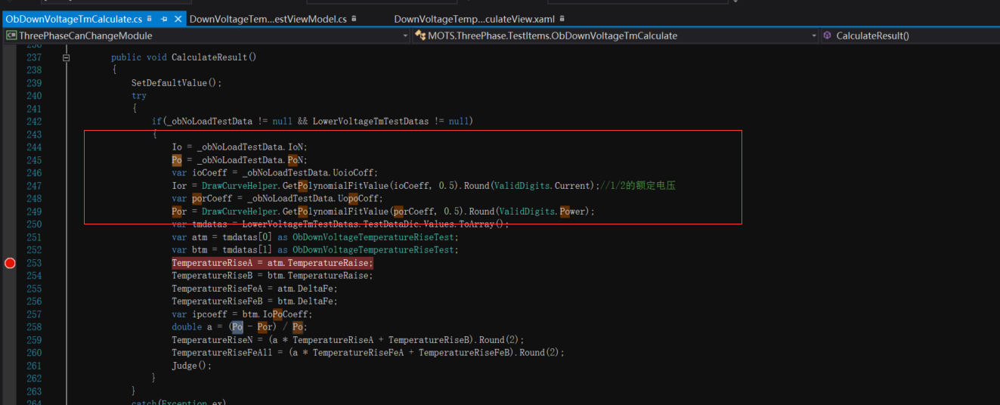 ObDownVoltageTmCalculate.cs
DownVoltageTem...estViewModel.cs
DownVoltageTemp...culateView.xaml
C# ThreePhaseCanChangeModule
MOTS.ThreePhase.TestItems.ObDownVoltageTmCalculate
CalculateResult()
236
237 public void CalculateResult()
238 {
239 SetDefaultValue();
240 try
241 {
242 if(_obNoLoadTestData != null && LowerVoltageTmTestDatas != null)
243 {
244 Io = _obNoLoadTestData.IoN;
245 Po = _obNoLoadTestData.PoN;
246 var ioCoeff = _obNoLoadTestData.UoioCoff;
247 Ior = DrawCurveHelper.GetPolynomialFitValue(ioCoeff, 0.5).Round(ValidDigits.Current);//1/2的额定电压
248 var porCoeff = _obNoLoadTestData.UopoCoff;
249 Por = DrawCurveHelper.GetPolynomialFitValue(porCoeff, 0.5).Round(ValidDigits.Power);
250 var tmdatas = LowerVoltageTmTestDatas.TestDataDic.Values.ToArray();
251 var atm = tmdatas[0] as ObDownVoltageTemperatureRiseTest;
252 var btm = tmdatas[1] as ObDownVoltageTemperatureRiseTest;
253 TemperatureRiseA = atm.TemperatureRaise;
254 TemperatureRiseB = btm.TemperatureRaise;
255 TemperatureRiseFeA = atm.DeltaFe;
256 TemperatureRiseFeB = btm.DeltaFe;
257 var ipcoeff = btm.IoPoCoeff;
258 double a = (Po - Por) / Po;
259 TemperatureRiseN = (a * TemperatureRiseA + TemperatureRiseB).Round(2);
260 TemperatureRiseFeAll = (a * TemperatureRiseFeA + TemperatureRiseFeB).Round(2);
261 Judge();
262 }
263 }
264 catch(Exception ex)